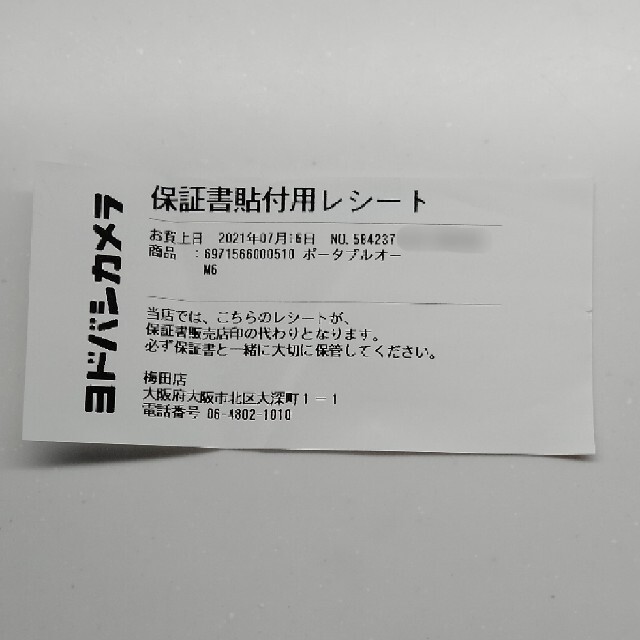 ヨドバシカメラ
保証書貼付用レシート
お買上日 2021年07月16日 NO.564237
商品 :6971566000510 ポータブルオー
M6
当店では、こちらのレシートが、
保証書販売店印の代わりとなります。
必ず保証書と一緒に大切に保管してください。
梅田店
大阪府大阪市北区大深町1-1
電話番号 06-4802-1010